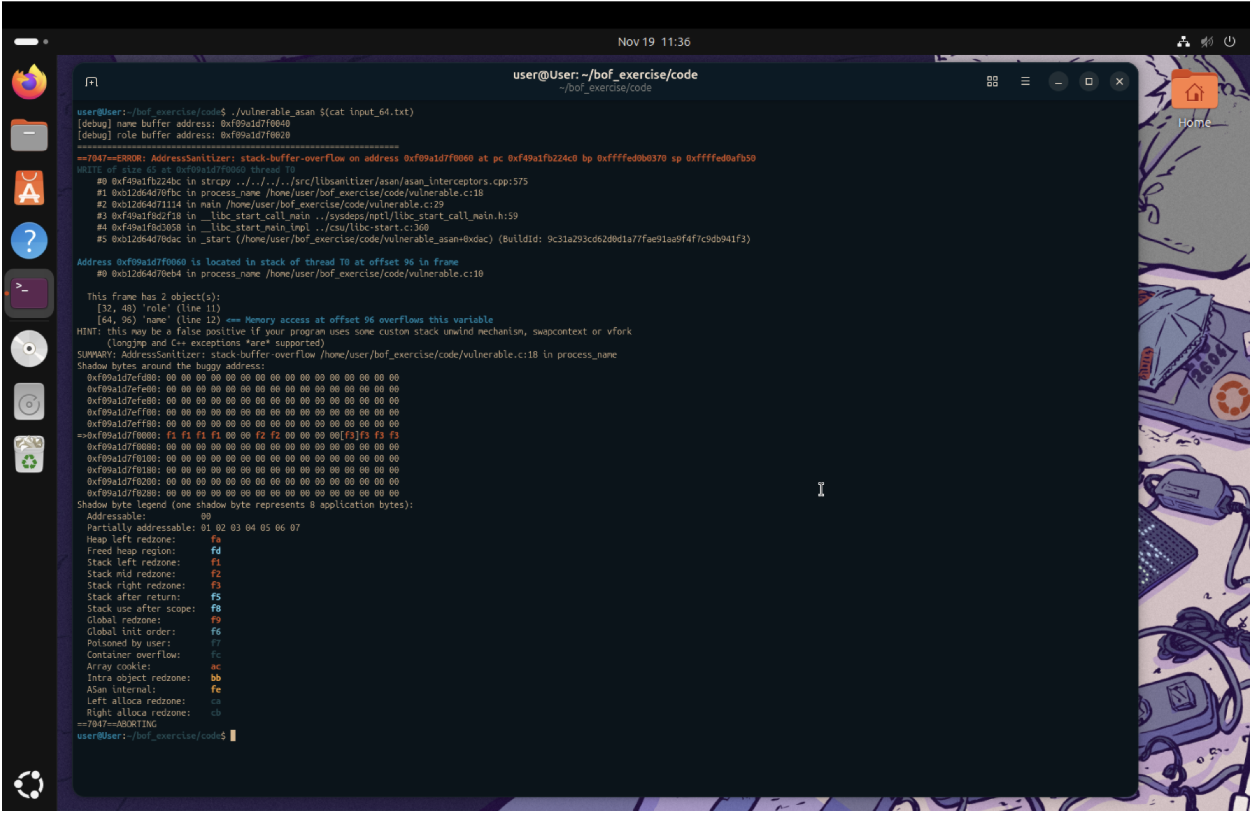 Nov 19 11:36
user@User: ~/bof_exercise/code
~/bof_exercise/code
Home
user@User:~/bof_exercise/code$ ./vulnerable_asan $(cat input_64.txt)
[debug] name buffer address: 0xf09a1d7f0040
[debug] role buffer address: 0xf09a1d7f0020
=================================================================
==7047==ERROR: AddressSanitizer: stack-buffer-overflow on address 0xf09a1d7f0060 at pc 0xf49a1fb224c0 bp 0xffffed0b0370 sp 0xffffed0afb50
WRITE of size 65 at 0xf09a1d7f0060 thread T0
#0 0xf49a1fb224bc in strcpy ../../../../src/libsanitizer/asan/asan_interceptors.cpp:575
#1 0xb12d64d70fbc in process_name /home/user/bof_exercise/code/vulnerable.c:18
#2 0xb12d64d71114 in main /home/user/bof_exercise/code/vulnerable.c:29
#3 0xf49a1f8d2f18 in __libc_start_call_main ../sysdeps/nptl/libc_start_call_main.h:59
#4 0xf49a1f8d3058 in __libc_start_main_impl ../csu/libc-start.c:360
#5 0xb12d64d70dac in _start (/home/user/bof_exercise/code/vulnerable_asan+0xdac) (BuildId: 9c31a293cd62d0d1a77fae91aa9f4f7c9db941f3)
Address 0xf09a1d7f0060 is located in stack of thread T0 at offset 96 in frame
#0 0xb12d64d70eb4 in process_name /home/user/bof_exercise/code/vulnerable.c:10
This frame has 2 object(s):
[32, 48) 'role' (line 11)
[64, 96) 'name' (line 12) <== Memory access at offset 96 overflows this variable
HINT: this may be a false positive if your program uses some custom stack unwind mechanism, swapcontext or vfork
(longjmp and C++ exceptions *are* supported)
SUMMARY: AddressSanitizer: stack-buffer-overflow /home/user/bof_exercise/code/vulnerable.c:18 in process_name
Shadow bytes around the buggy address:
0xf09a1d7efd80: 00 00 00 00 00 00 00 00 00 00 00 00 00 00 00 00
0xf09a1d7efe00: 00 00 00 00 00 00 00 00 00 00 00 00 00 00 00 00
0xf09a1d7efe80: 00 00 00 00 00 00 00 00 00 00 00 00 00 00 00 00
0xf09a1d7eff00: 00 00 00 00 00 00 00 00 00 00 00 00 00 00 00 00
0xf09a1d7eff80: 00 00 00 00 00 00 00 00 00 00 00 00 00 00 00 00
=>0xf09a1d7f0000: f1 f1 f1 f1 00 00 f2 f2 00 00 00 00[f3]f3 f3 f3
0xf09a1d7f0080: 00 00 00 00 00 00 00 00 00 00 00 00 00 00 00 00
0xf09a1d7f0100: 00 00 00 00 00 00 00 00 00 00 00 00 00 00 00 00
0xf09a1d7f0180: 00 00 00 00 00 00 00 00 00 00 00 00 00 00 00 00
0xf09a1d7f0200: 00 00 00 00 00 00 00 00 00 00 00 00 00 00 00 00
0xf09a1d7f0280: 00 00 00 00 00 00 00 00 00 00 00 00 00 00 00 00
Shadow byte legend (one shadow byte represents 8 application bytes):
Addressable: 00
Partially addressable: 01 02 03 04 05 06 07
Heap left redzone: fa
Freed heap region: fd
Stack left redzone: f1
Stack mid redzone: f2
Stack right redzone: f3
Stack after return: f5
Stack use after scope: f8
Global redzone: f9
Global init order: f6
Poisoned by user: f7
Container overflow: fc
Array cookie: ac
Intra object redzone: bb
ASan internal: fe
Left alloca redzone: ca
Right alloca redzone: cb
==7047==ABORTING
user@User:~/bof_exercise/code$